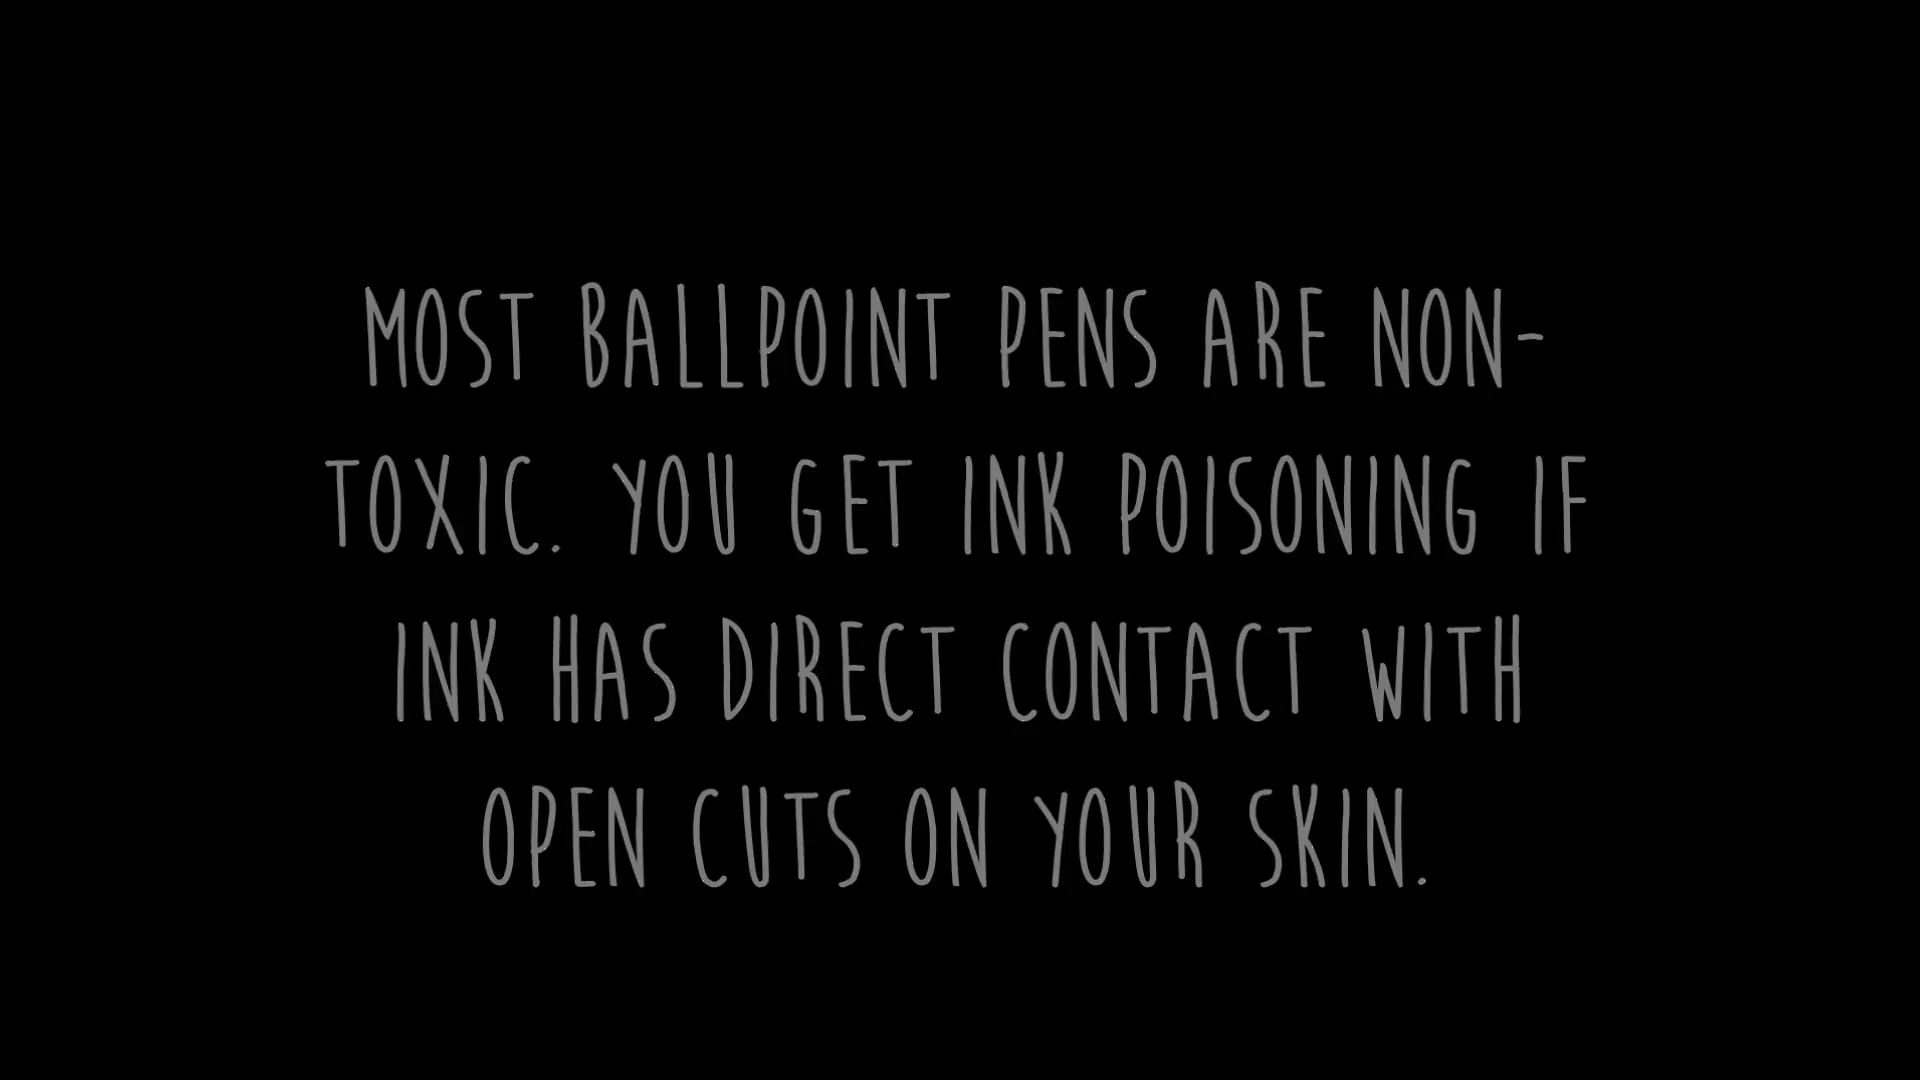 MOST BALLPOINT PENS ARE NON-
TOXIC. YOU GET INK POISONING IF
INK HAS DIRECT CONTACT WITH
OPEN CUTS ON YOUR SKIN.